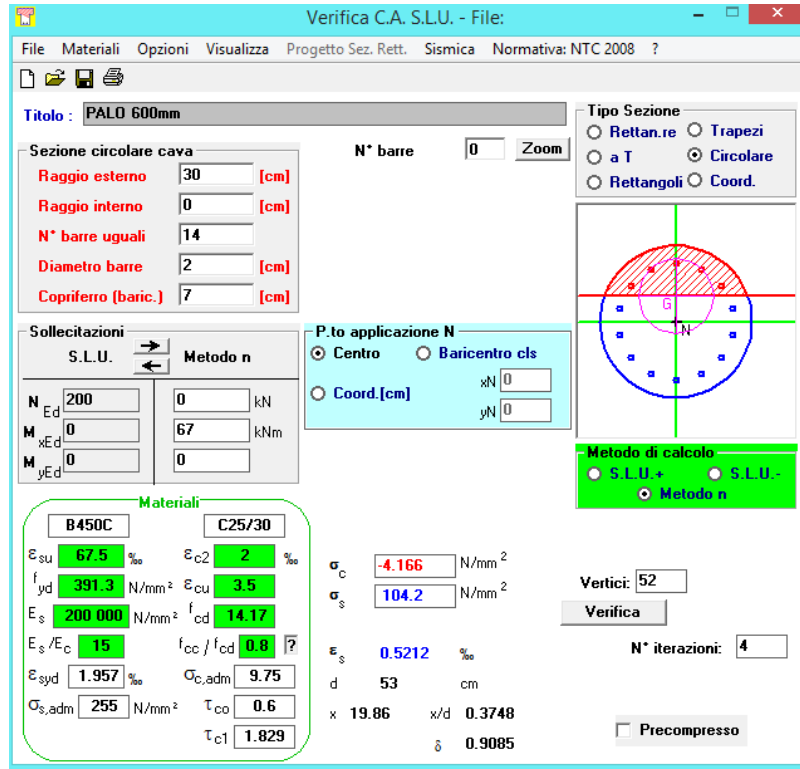 Verifica C.A. S.L.U. - File:
File Materiali Opzioni Visualizza Progetto Sez. Rett. Sismica Normativa: NTC 2008 ?
Titolo : PALO 600mm
Tipo Sezione
Rettan.re Trapezi
a T Circolare
Rettangoli Coord.
Sezione circolare cava
N° barre 0 Zoom
Raggio esterno 30 [cm]
Raggio interno 0 [cm]
N° barre uguali 14
Diametro barre 2 [cm]
Copriferro (baric.) 7 [cm]
G
N
Sollecitazioni
S.L.U. Metodo n
N Ed 200 0 kN
M xEd 0 67 kNm
M yEd 0 0
P.to applicazione N
Centro Baricentro cls
Coord.[cm] xN 0
yN 0
Metodo di calcolo
S.L.U.+ S.L.U.-
Metodo n
Materiali
B450C C25/30
εsu 67.5 ‰ εc2 2 ‰
fyd 391.3 N/mm² εcu 3.5
Es 200 000 N/mm² fcd 14.17
Es/Ec 15 fcc / fcd 0.8 ?
εsyd 1.957 ‰ σc,adm 9.75
σs,adm 255 N/mm² τco 0.6
τc1 1.829
σc -4.166 N/mm²
σs 104.2 N/mm²
εs 0.5212 ‰
d 53 cm
x 19.86 x/d 0.3748
δ 0.9085
Vertici: 52
Verifica
N° iterazioni: 4
Precompresso